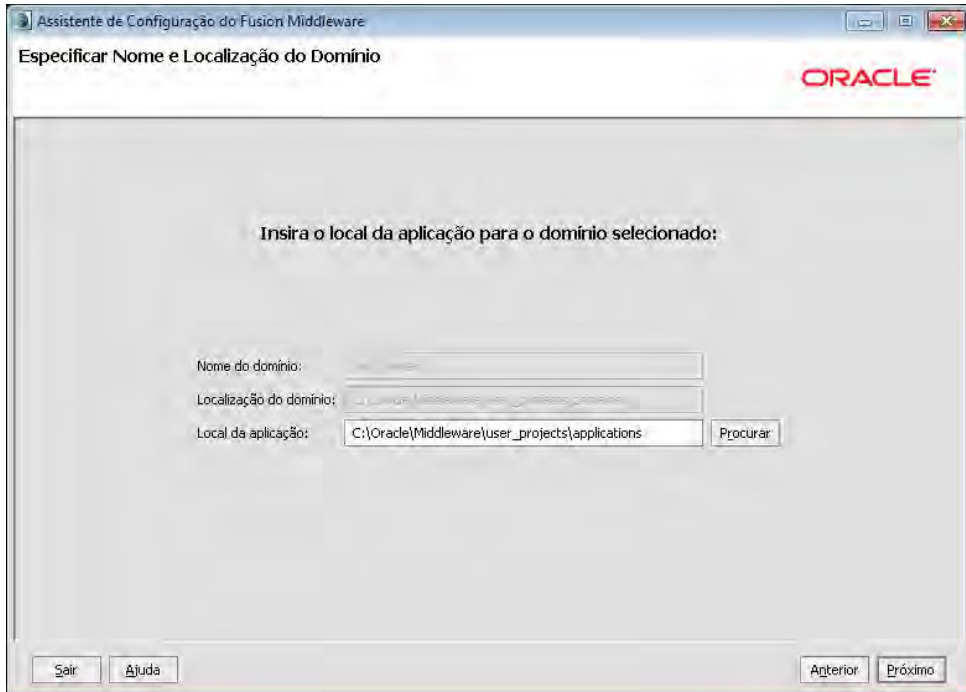 Assistente de Configuração do Fusion Middleware
Especificar Nome e Localização do Domínio
ORACLE
Insira o local da aplicação para o domínio selecionado:
Nome do domínio:
Localização do domínio:
Local da aplicação: C:\Oracle\Middleware\user_projects\applications Procurar
Sair Ajuda Anterior Próximo